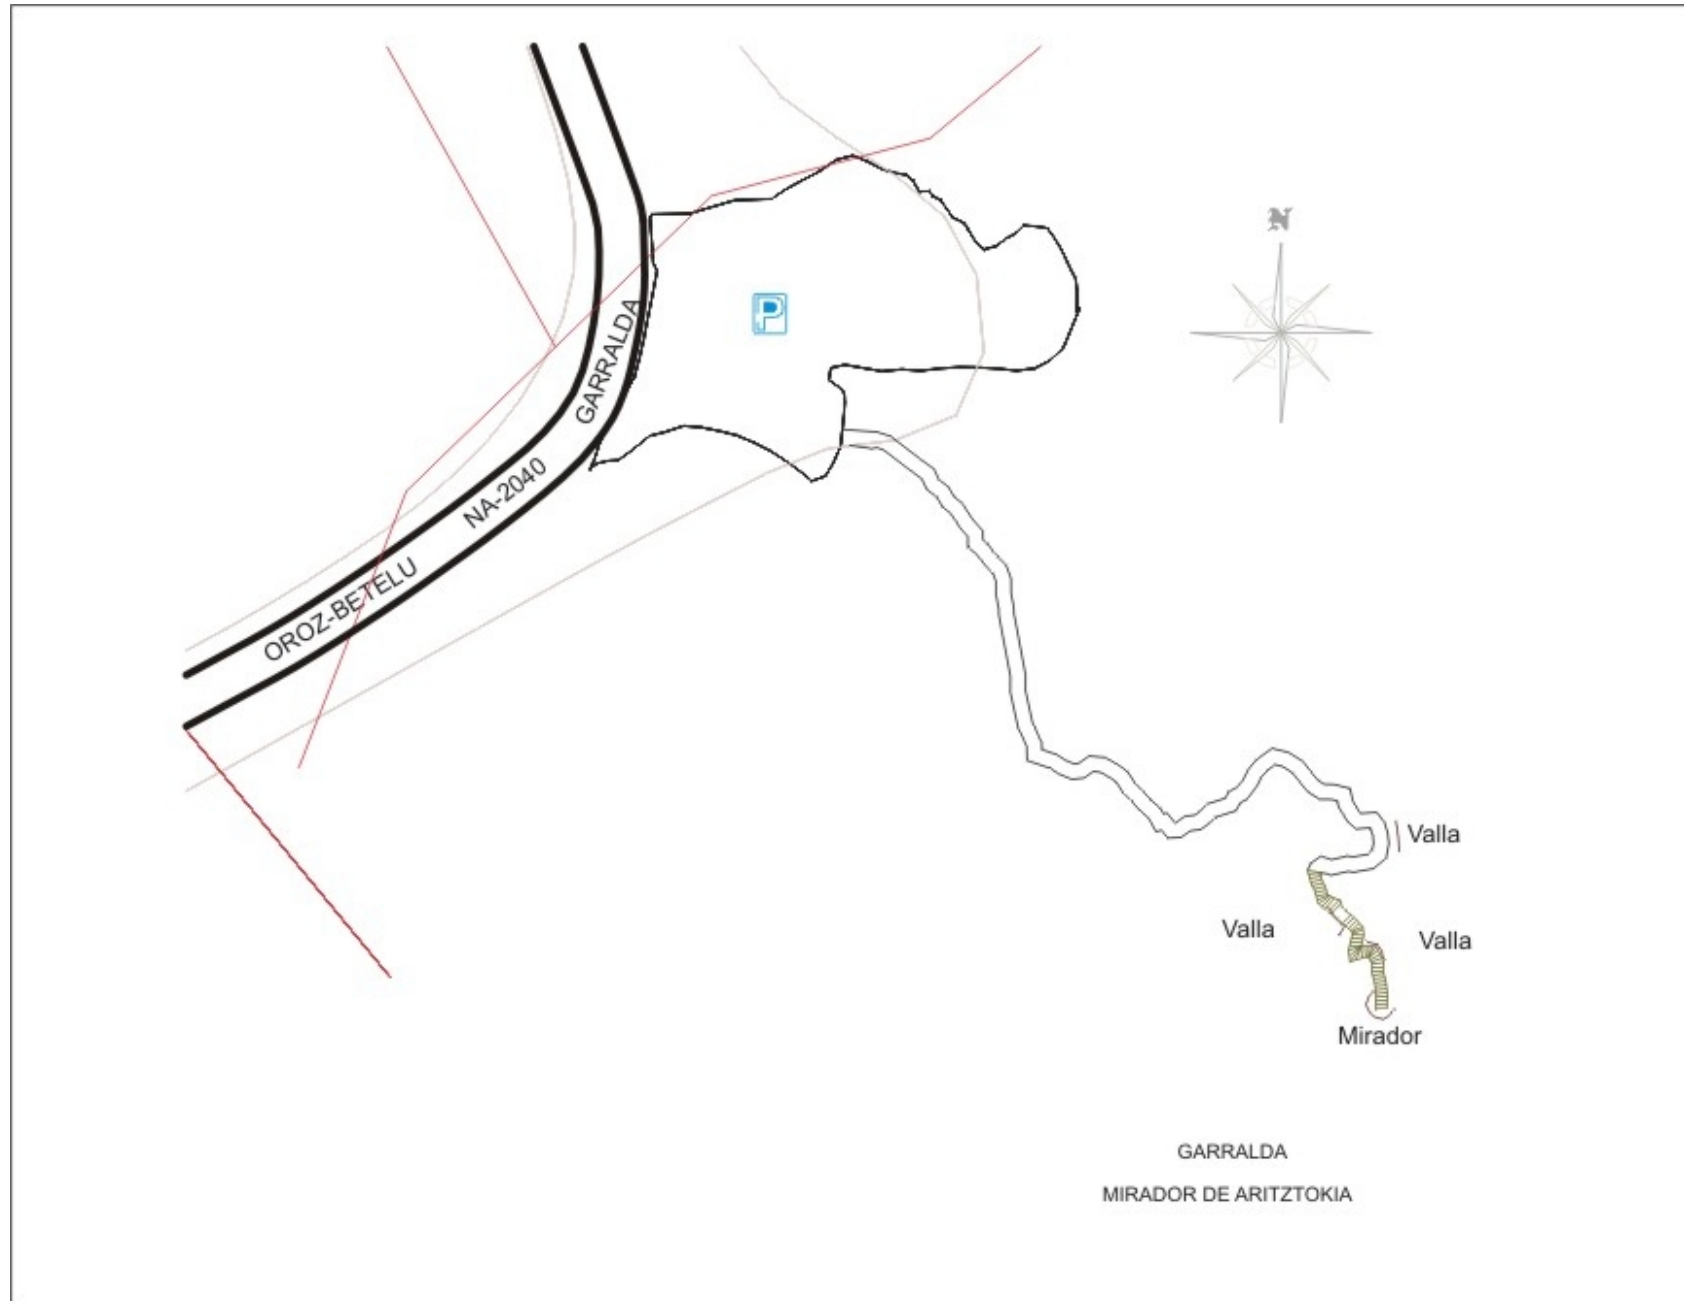 N
P
GARRALDA
NA-2040
OROZ-BETELU
Valla
Valla
Valla
Mirador
GARRALDA
MIRADOR DE ARITZTOKIA